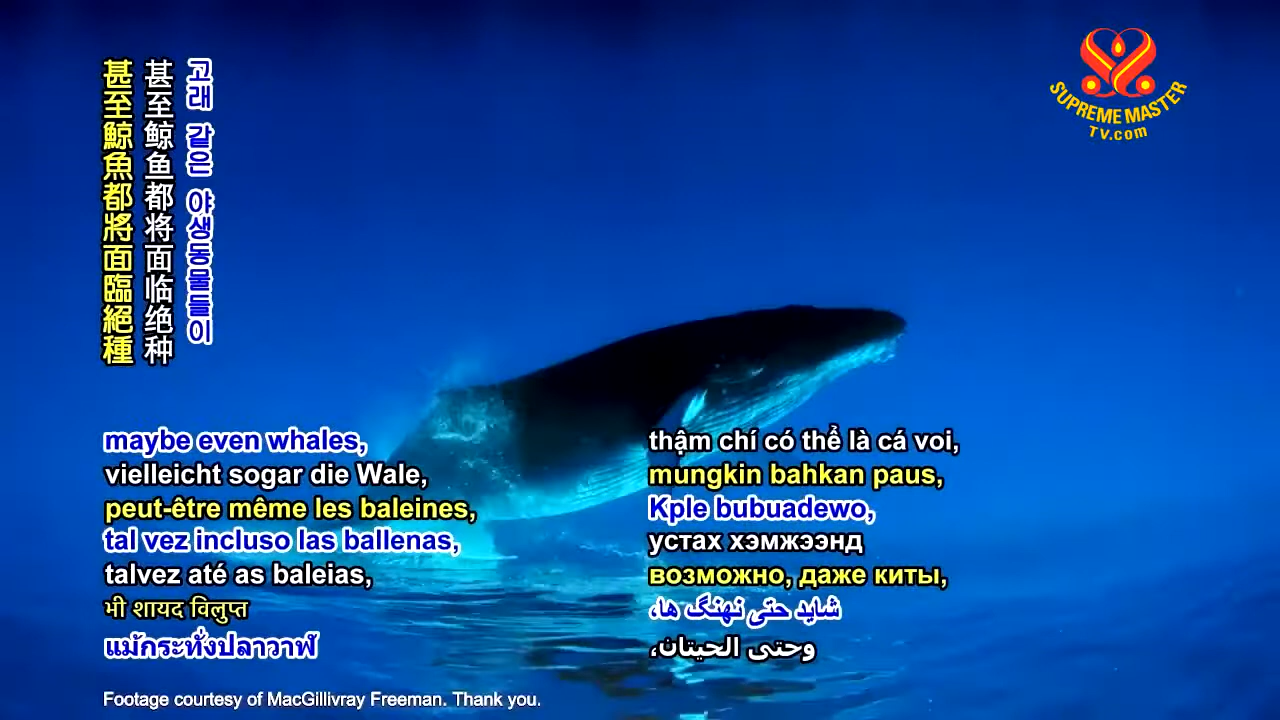 甚至鯨魚都將面臨絕種
甚至鲸鱼都将面临绝种
고래 같은 야생동물들이
SUPREME MASTER
TV.com
maybe even whales,
vielleicht sogar die Wale,
peut-être même les baleines,
tal vez incluso las ballenas,
talvez até as baleias,
भी शायद विलुप्त
แม้กระทั่งปลาวาฬ
thậm chí có thể là cá voi,
mungkin bahkan paus,
Kple bubuadewo,
устах хэмжээнд
возможно, даже киты,
شاید حتی نهنگ ها،
وحتى الحيتان،
Footage courtesy of MacGillivray Freeman. Thank you.